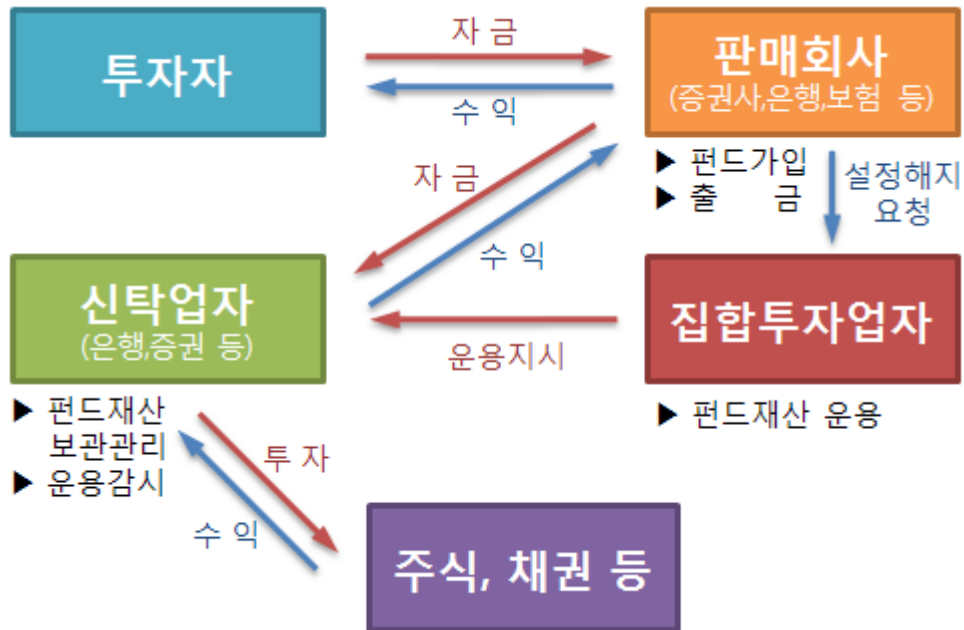 투자자
자 금
수 익
판매회사
(증권사,은행,보험 등)
▶ 펀드가입
▶ 출 금
설정해지
요청
자 금
수 익
신탁업자
(은행,증권 등)
운용지시
집합투자업자
▶ 펀드재산
보관관리
▶ 운용감시
▶ 펀드재산 운용
투 자
수 익
주식, 채권 등